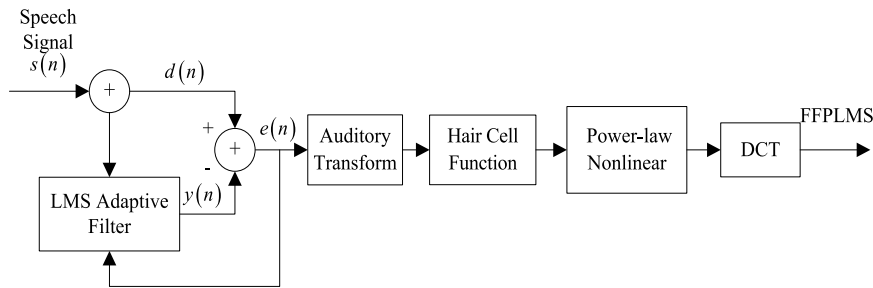 Speech
Signal
s(n)
+
d(n)
+
-
+
e(n)
LMS Adaptive
Filter
y(n)
Auditory
Transform
Hair Cell
Function
Power-law
Nonlinear
DCT
FFPLMS